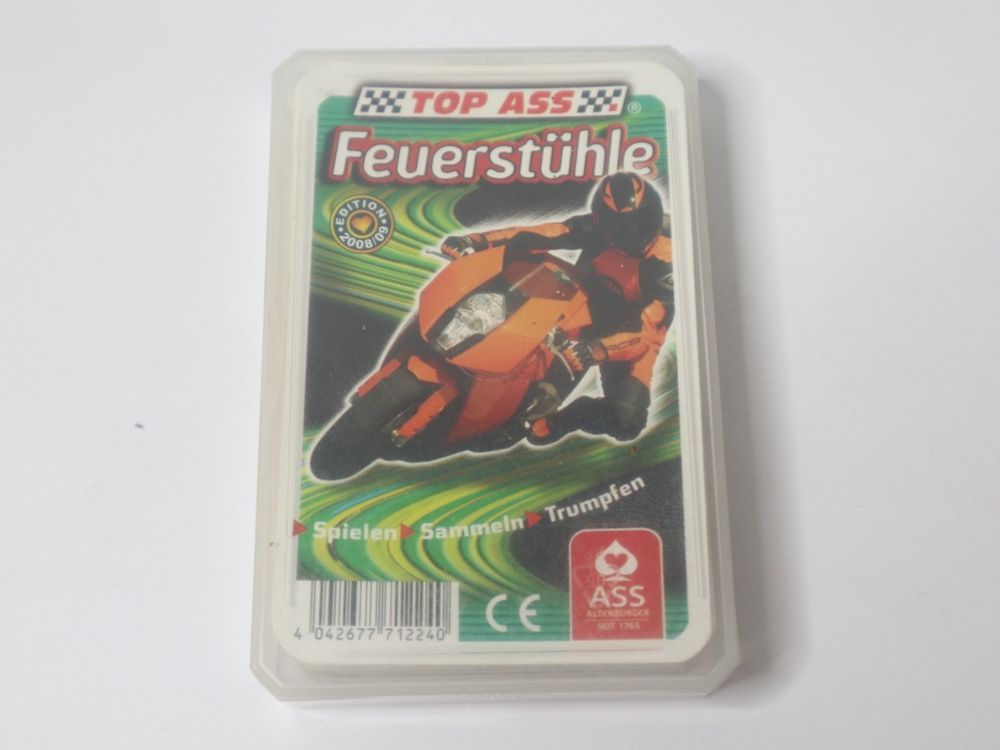 TOP ASS
®
Feuerstühle
EDITION
2008/09
Spielen Sammeln Trumpfen
4 042677 712240
CE
ASS
ALTENBURGER
SEIT 1765